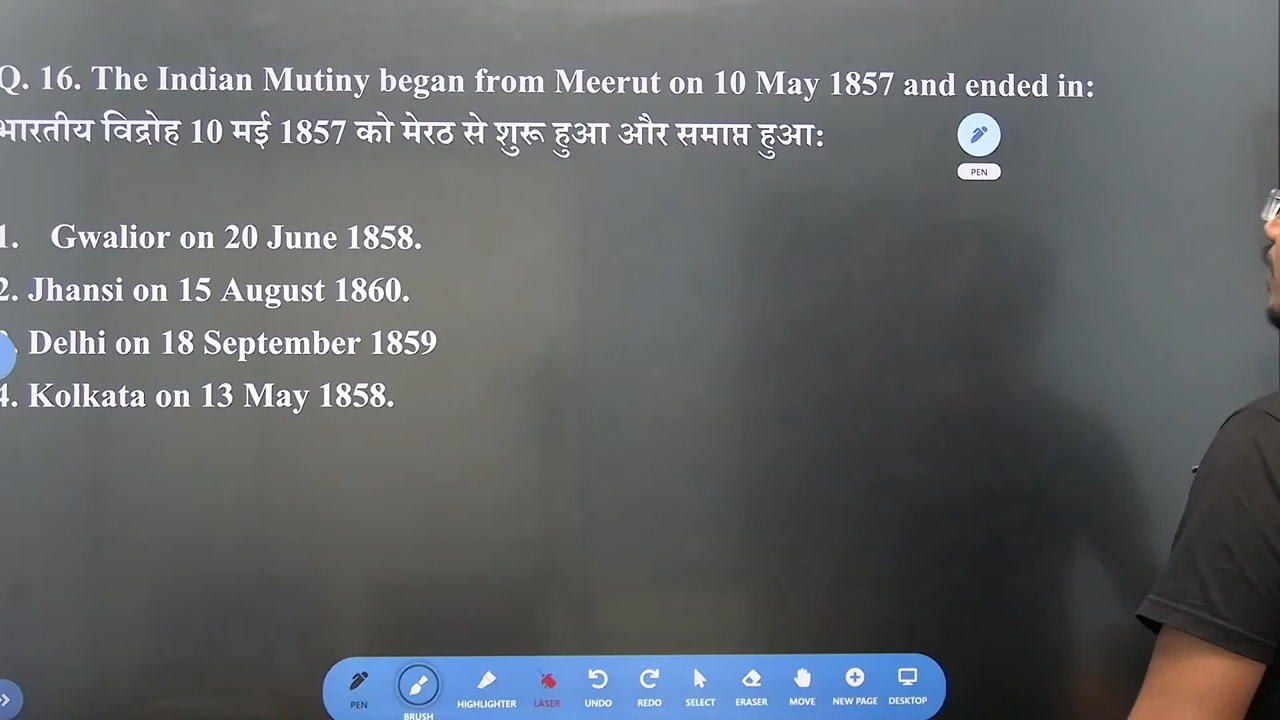 Q. 16. The Indian Mutiny began from Meerut on 10 May 1857 and ended in:
भारतीय विद्रोह 10 मई 1857 को मेरठ से शुरू हुआ और समाप्त हुआ:
PEN
1. Gwalior on 20 June 1858.
2. Jhansi on 15 August 1860.
. Delhi on 18 September 1859
4. Kolkata on 13 May 1858.
PEN BRUSH HIGHLIGHTER LASER UNDO REDO SELECT ERASER MOVE NEW PAGE DESKTOP